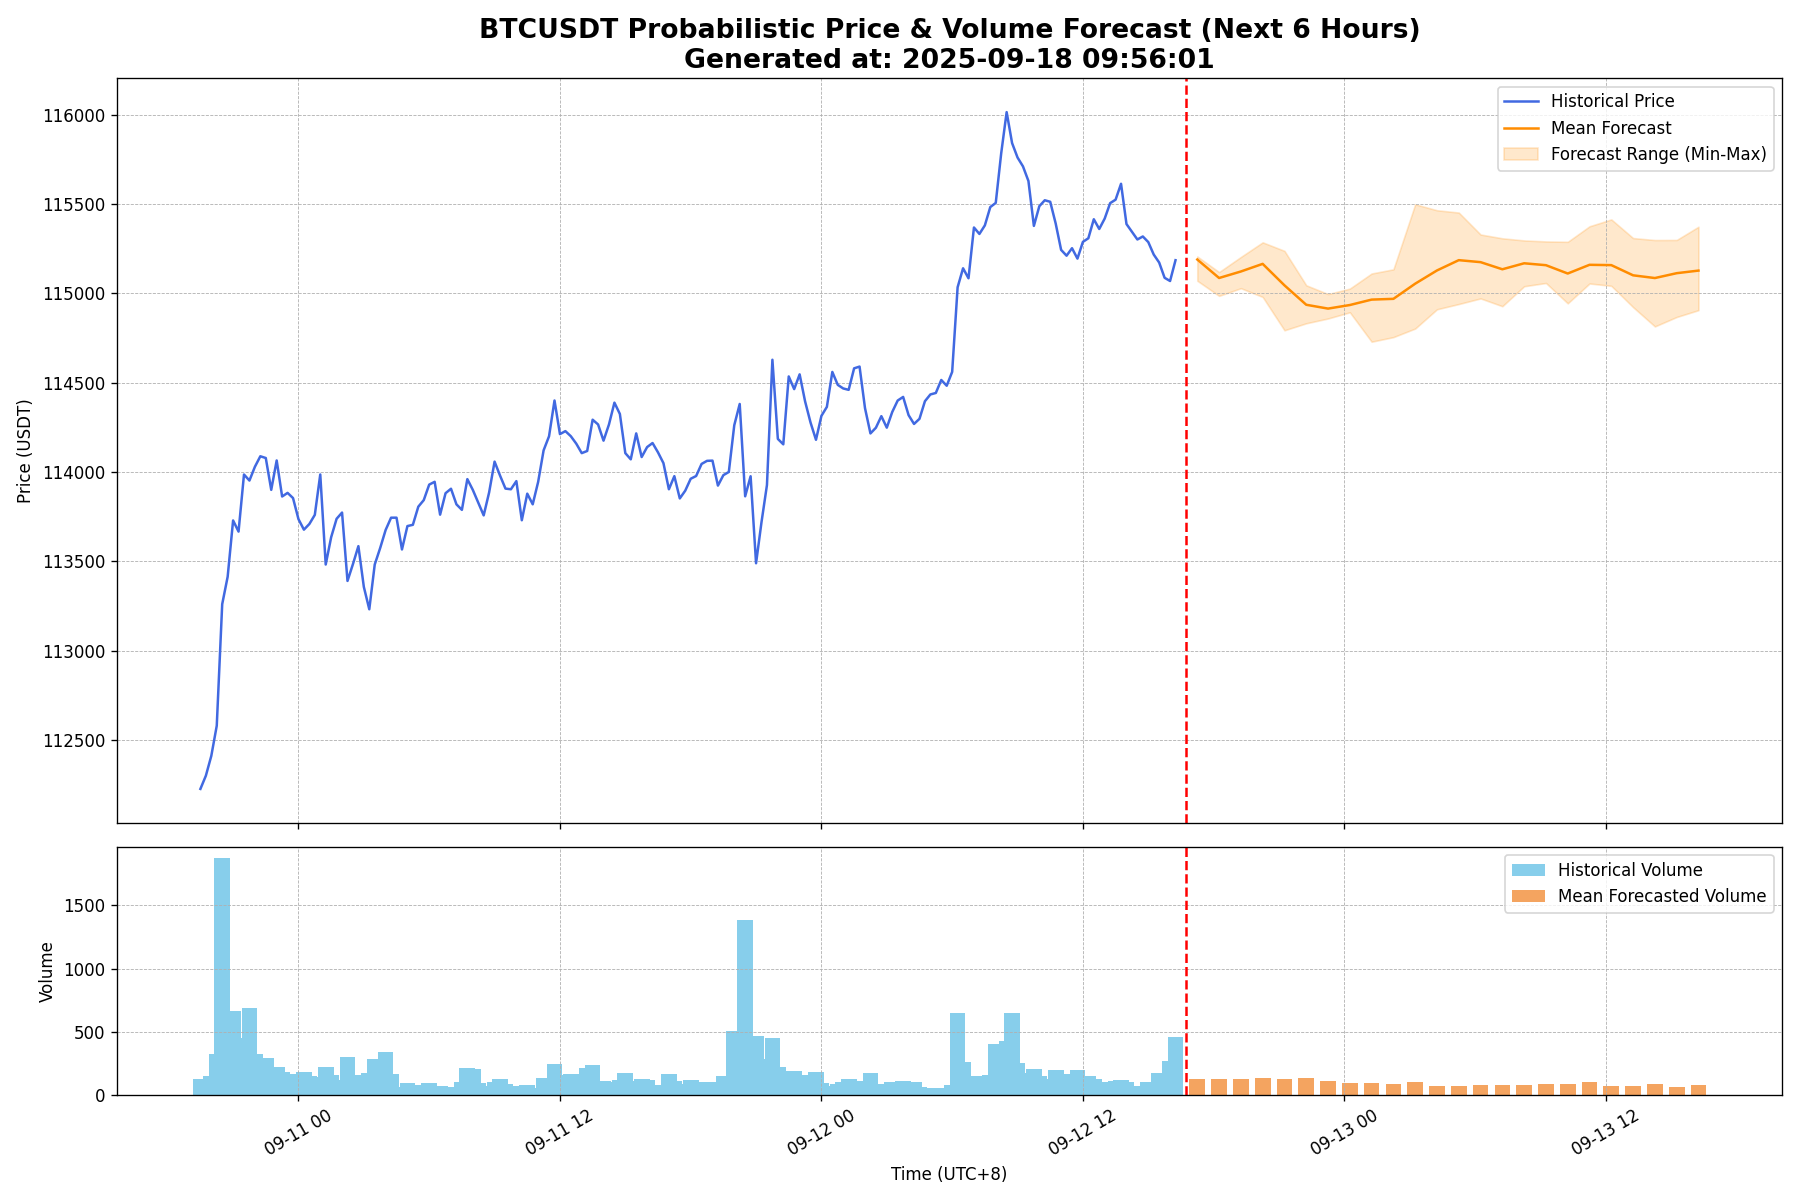 BTCUSDT Probabilistic Price & Volume Forecast (Next 6 Hours)
Generated at: 2025-09-18 09:56:01
Historical Price
Mean Forecast
Forecast Range (Min-Max)
116000
115500
115000
114500
114000
113500
113000
112500
Price (USDT)
Historical Volume
Mean Forecasted Volume
1500
1000
500
0
Volume
09-11 00
09-11 12
09-12 00
09-12 12
09-13 00
09-13 12
Time (UTC+8)